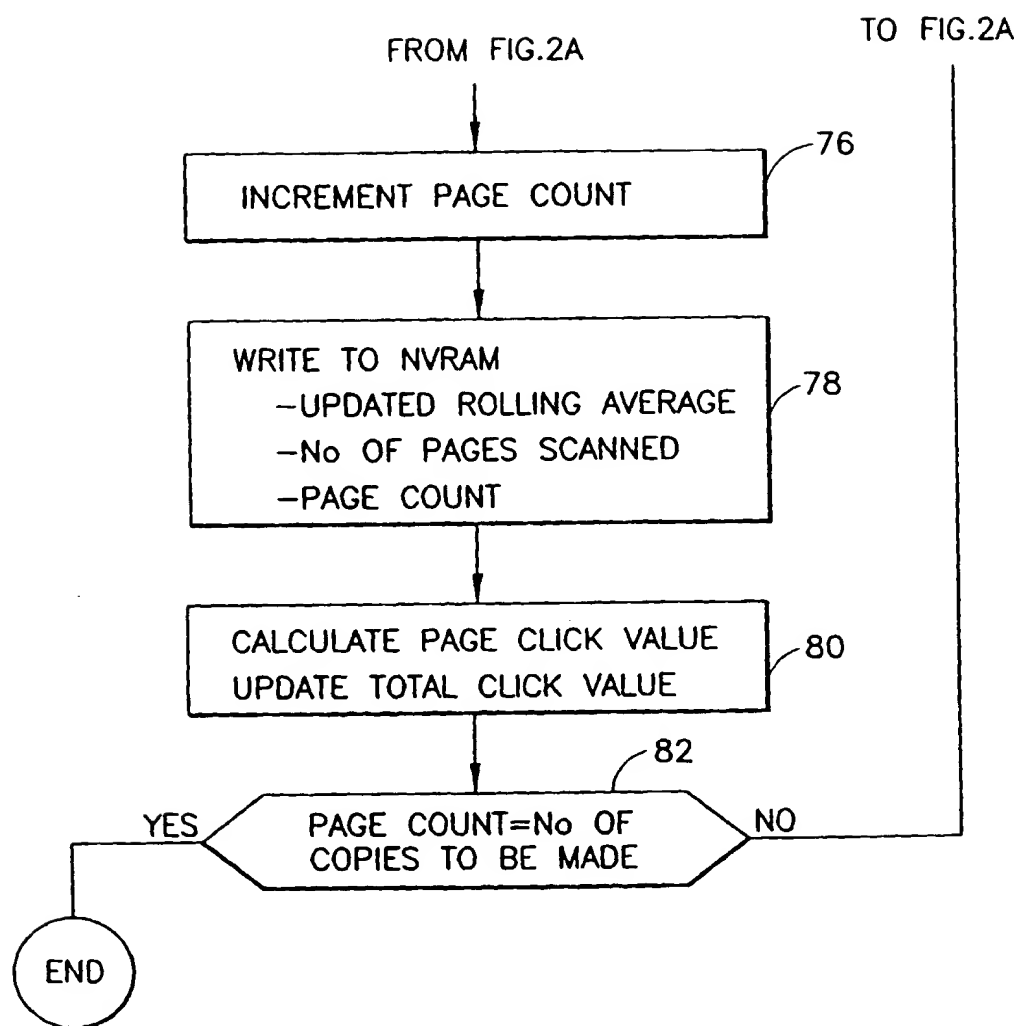 FROM FIG.2A
TO FIG.2A
76
INCREMENT PAGE COUNT
WRITE TO NVRAM
-UPDATED ROLLING AVERAGE
-No OF PAGES SCANNED
-PAGE COUNT
78
CALCULATE PAGE CLICK VALUE
UPDATE TOTAL CLICK VALUE
80
82
YES
PAGE COUNT=No OF
COPIES TO BE MADE
NO
END